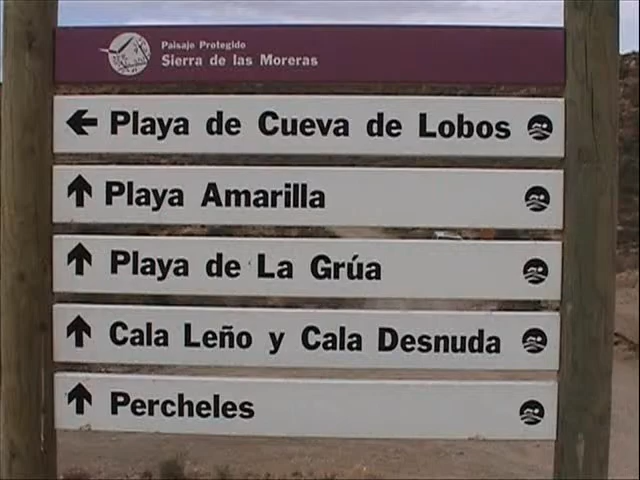 Paisaje Protegido
Sierra de las Moreras
Playa de Cueva de Lobos
Playa Amarilla
Playa de La Grúa
Cala Leño y Cala Desnuda
Percheles